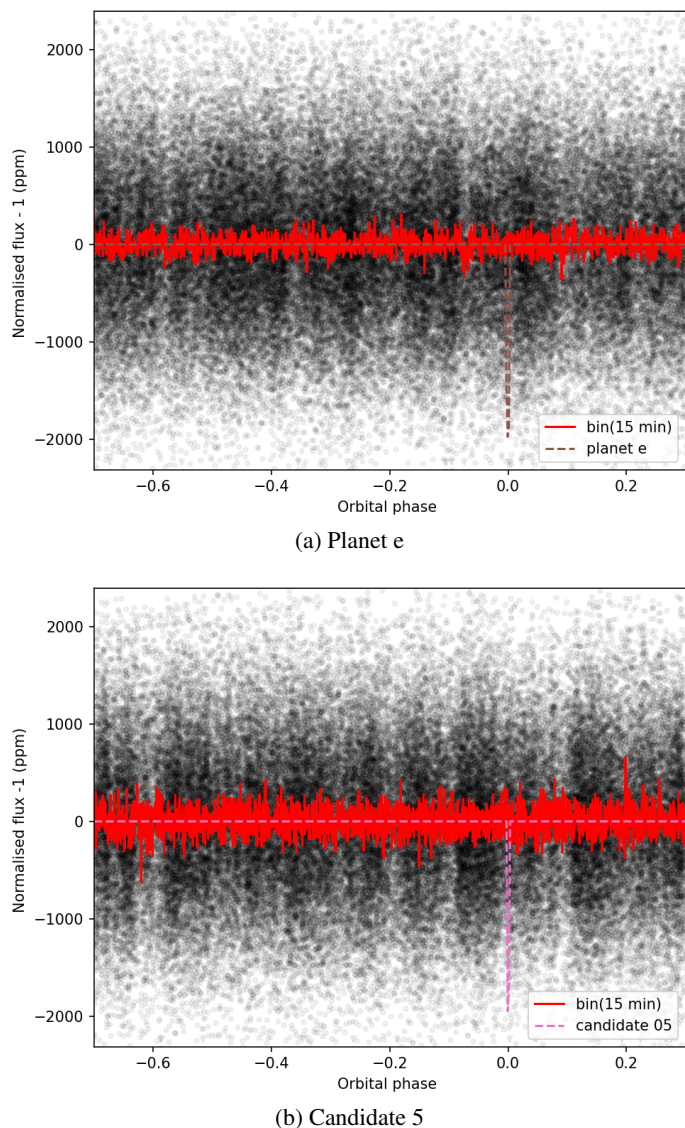 2000
1000
0
−1000
−2000
Normalised flux - 1 (ppm)
bin(15 min)
planet e
−0.6 −0.4 −0.2 0.0 0.2
Orbital phase
(a) Planet e
2000
1000
0
−1000
−2000
Normalised flux -1 (ppm)
bin(15 min)
candidate 05
−0.6 −0.4 −0.2 0.0 0.2
Orbital phase
(b) Candidate 5